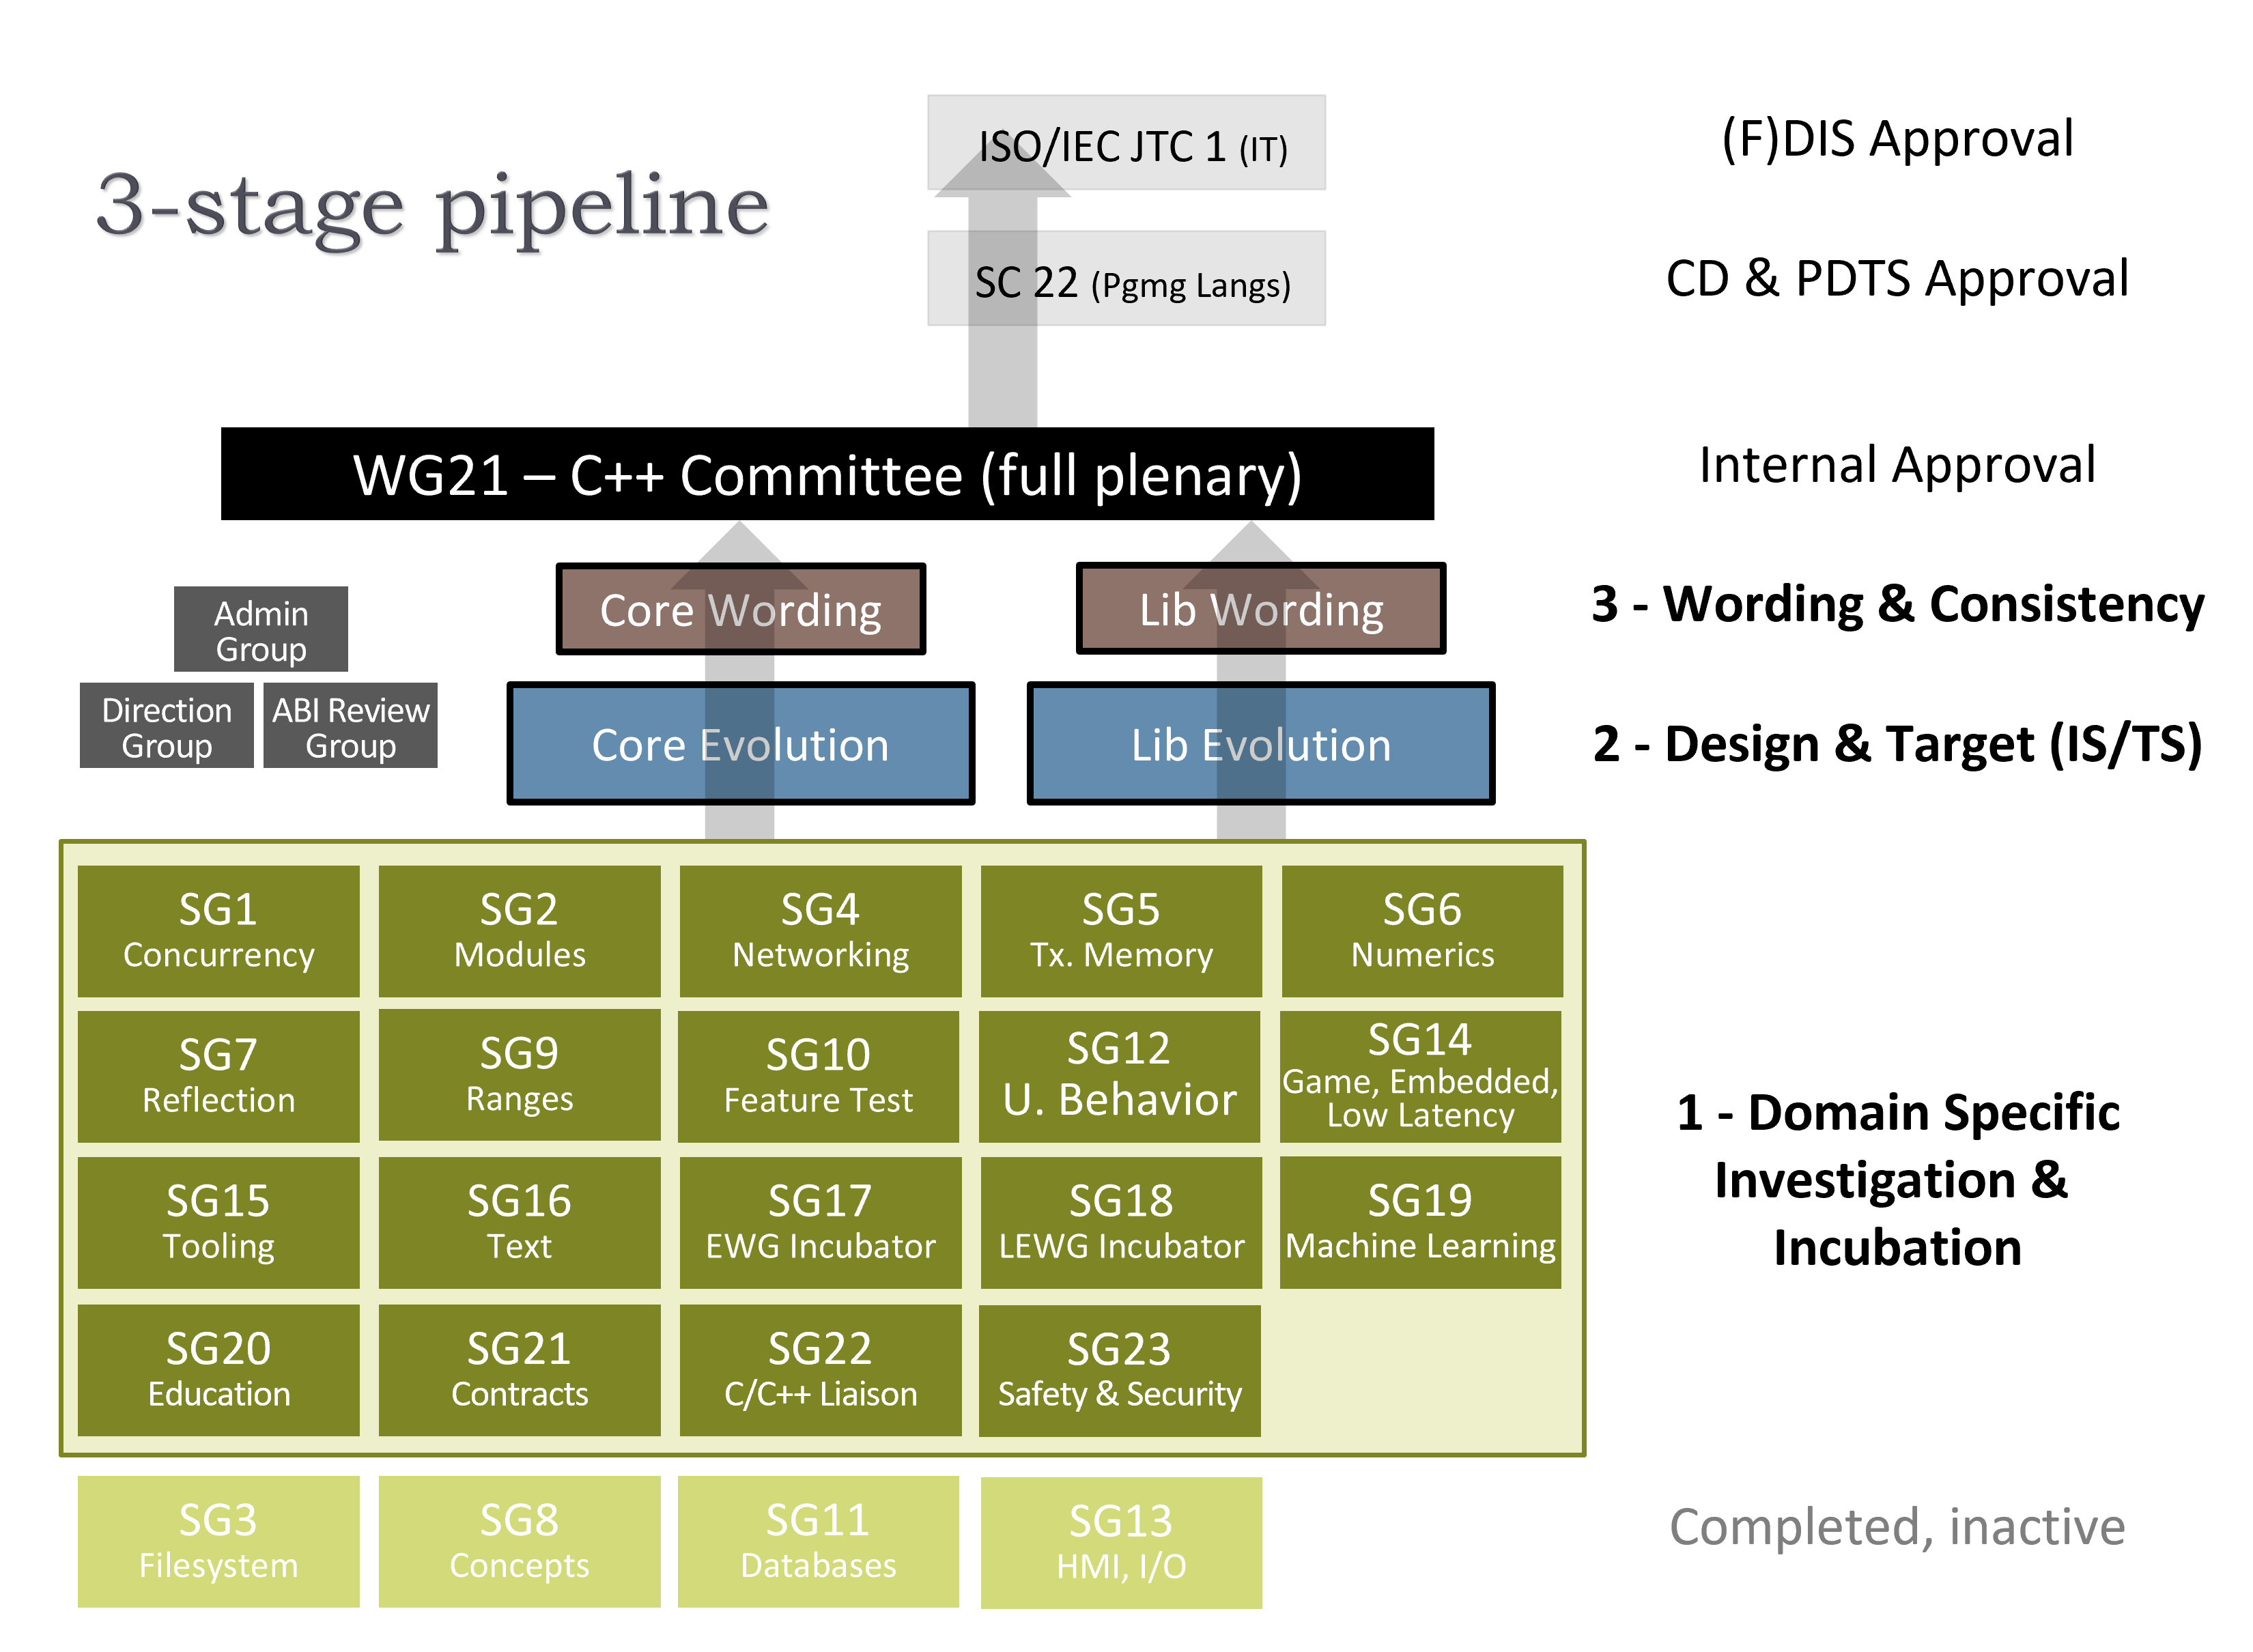 3-stage pipeline
ISO/IEC JTC 1 (IT)
(F)DIS Approval
SC 22 (Pgmg Langs)
CD & PDTS Approval
WG21 – C++ Committee (full plenary)
Internal Approval
Admin
Group
Direction
Group
ABI Review
Group
Core Wording
Lib Wording
3 - Wording & Consistency
Core Evolution
Lib Evolution
2 - Design & Target (IS/TS)
SG1
Concurrency
SG2
Modules
SG4
Networking
SG5
Tx. Memory
SG6
Numerics
SG7
Reflection
SG9
Ranges
SG10
Feature Test
SG12
U. Behavior
SG14
Game, Embedded,
Low Latency
SG15
Tooling
SG16
Text
SG17
EWG Incubator
SG18
LEWG Incubator
SG19
Machine Learning
SG20
Education
SG21
Contracts
SG22
C/C++ Liaison
SG23
Safety & Security
1 - Domain Specific
Investigation &
Incubation
SG3
Filesystem
SG8
Concepts
SG11
Databases
SG13
HMI, I/O
Completed, inactive